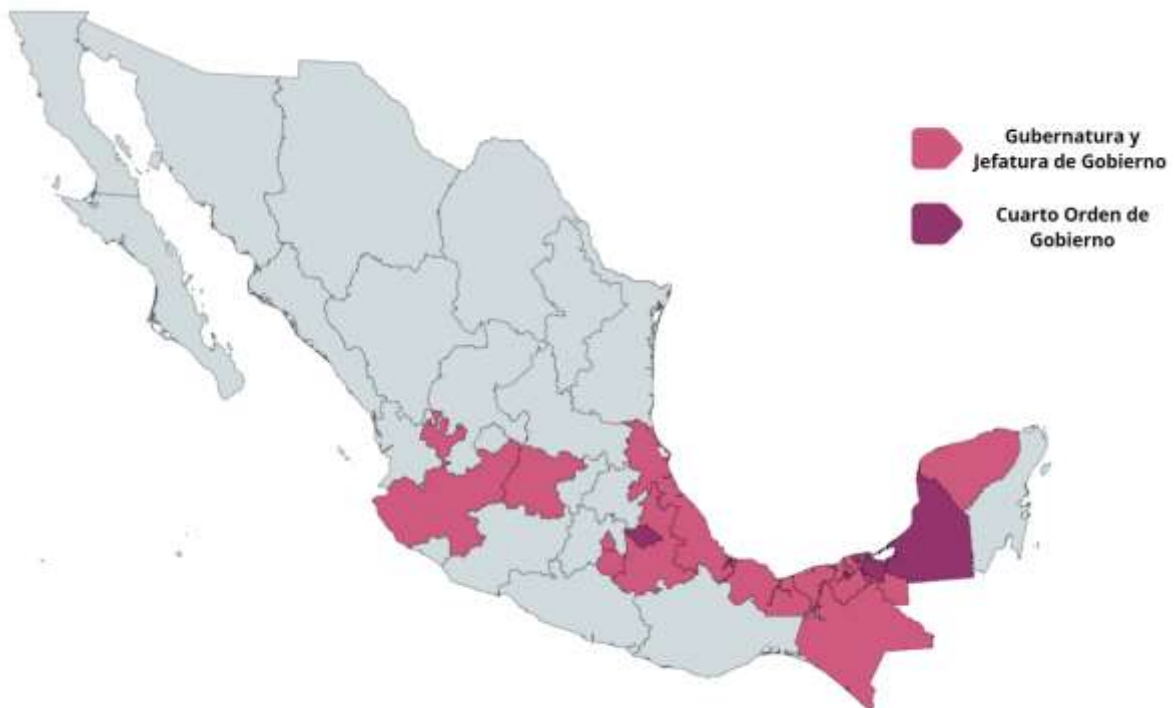 Gubernatura y
Jefatura de Gobierno
Cuarto Orden de
Gobierno